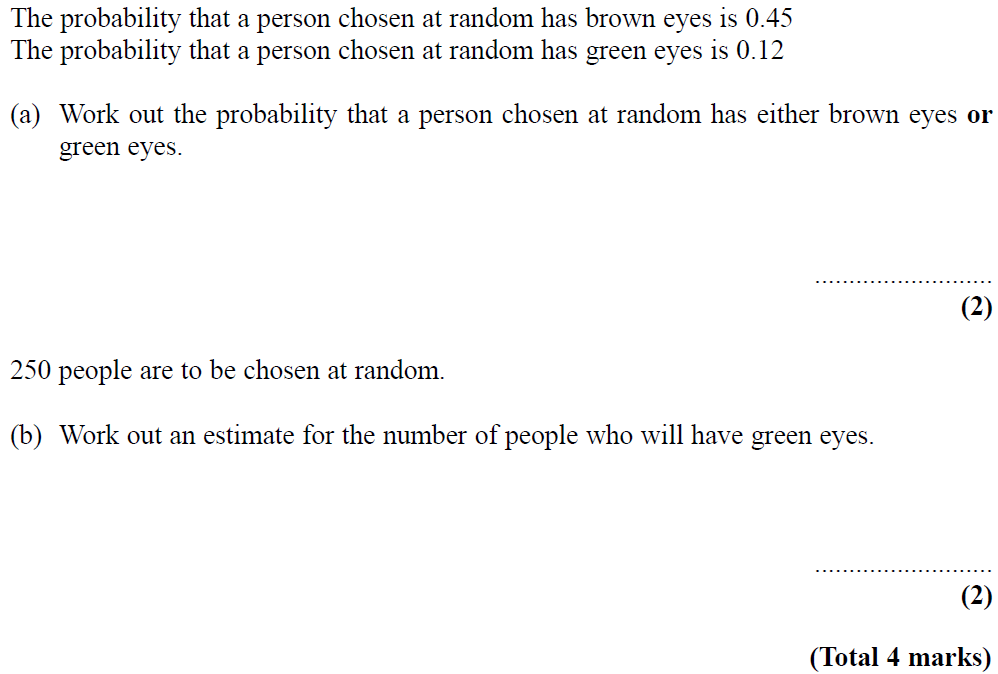 The probability that a person chosen at random has brown eyes is 0.45
The probability that a person chosen at random has green eyes is 0.12
(a) Work out the probability that a person chosen at random has either brown eyes or
green eyes.
..........................
(2)
250 people are to be chosen at random.
(b) Work out an estimate for the number of people who will have green eyes.
..........................
(2)
(Total 4 marks)